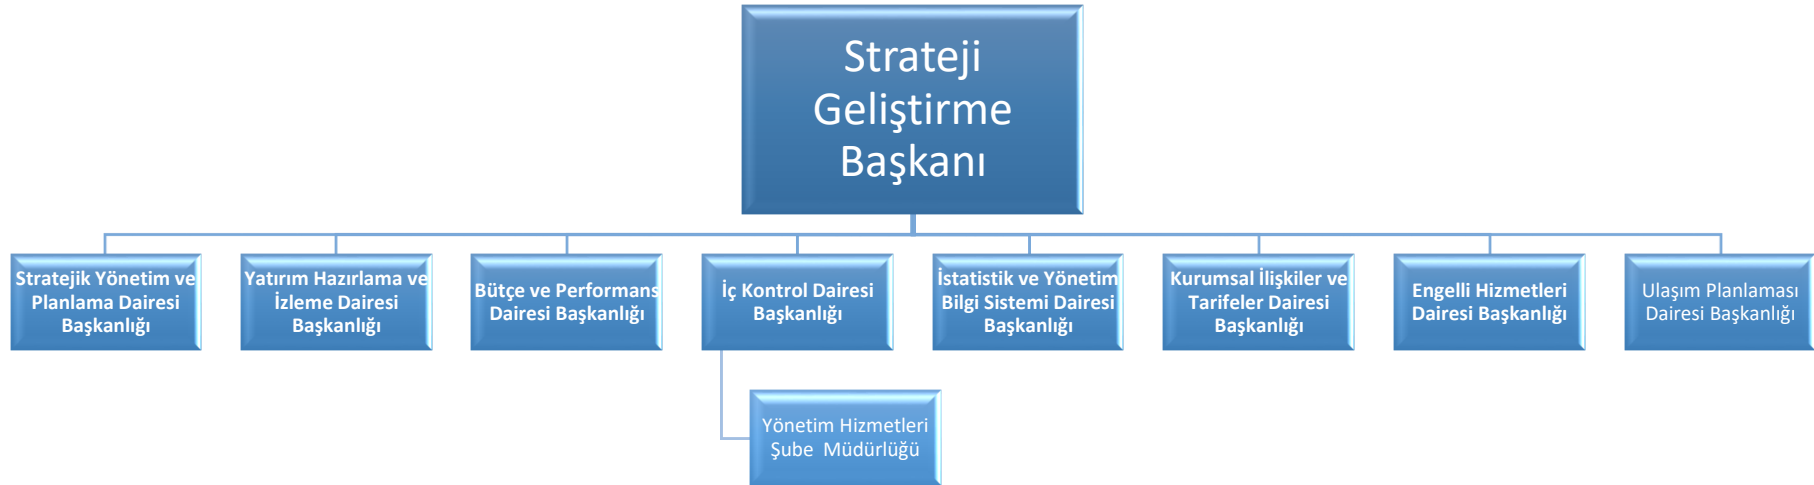 Strateji
Geliştirme
Başkanı
Stratejik Yönetim ve
Planlama Dairesi
Başkanlığı
Yatırım Hazırlama ve
İzleme Dairesi
Başkanlığı
Bütçe ve Performans
Dairesi Başkanlığı
İç Kontrol Dairesi
Başkanlığı
İstatistik ve Yönetim
Bilgi Sistemi Dairesi
Başkanlığı
Kurumsal İlişkiler ve
Tarifeler Dairesi
Başkanlığı
Engelli Hizmetleri
Dairesi Başkanlığı
Ulaşım Planlaması
Dairesi Başkanlığı
Yönetim Hizmetleri
Şube  Müdürlüğü